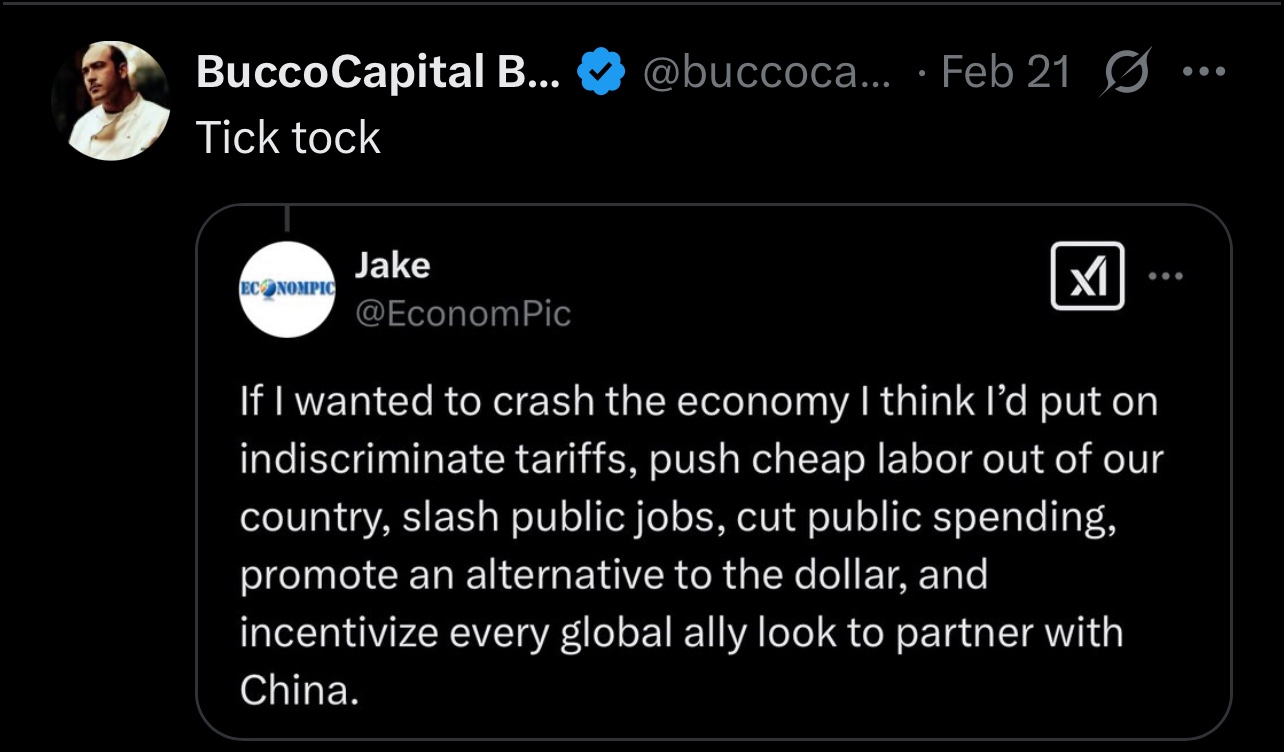 BuccoCapital B... @buccoca... · Feb 21
Tick tock
ECONOMPIC
Jake
@EconomPic
If I wanted to crash the economy I think I’d put on
indiscriminate tariffs, push cheap labor out of our
country, slash public jobs, cut public spending,
promote an alternative to the dollar, and
incentivize every global ally look to partner with
China.